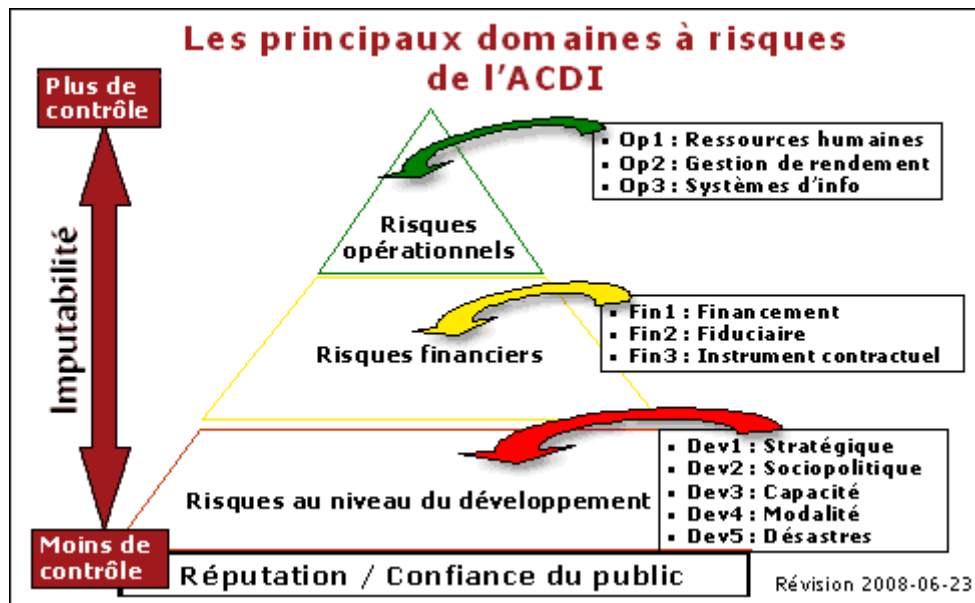 Les principaux domaines à risques
de l'ACDI
Plus de
contrôle
Imputabilité
Moins de
contrôle
Risques
opérationnels
▪ Op1 : Ressources humaines
▪ Op2 : Gestion de rendement
▪ Op3 : Systèmes d'info
Risques financiers
▪ Fin1 : Financement
▪ Fin2 : Fiduciaire
▪ Fin3 : Instrument contractuel
Risques au niveau du développement
▪ Dev1 : Stratégique
▪ Dev2 : Sociopolitique
▪ Dev3 : Capacité
▪ Dev4 : Modalité
▪ Dev5 : Désastres
Réputation / Confiance du public
Révision 2008-06-23